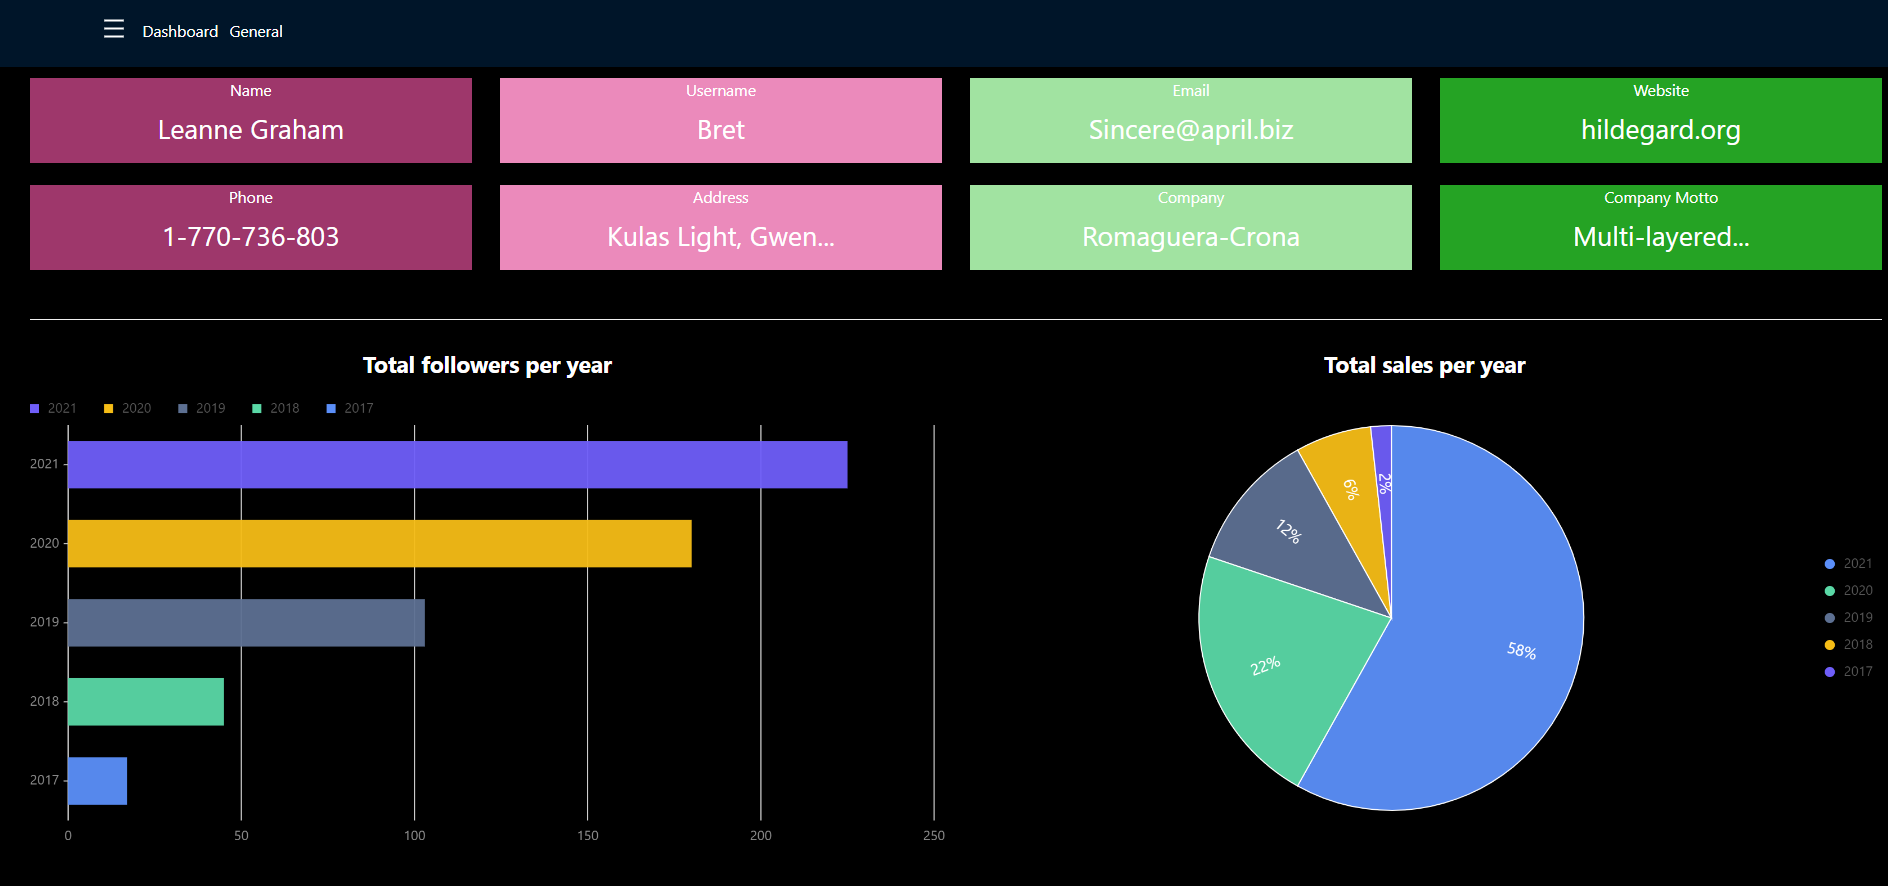 Dashboard General
Name
Leanne Graham
Username
Bret
Email
Sincere@april.biz
Website
hildegard.org
Phone
1-770-736-803
Address
Kulas Light, Gwen...
Company
Romaguera-Crona
Company Motto
Multi-layered...
Total followers per year
2021 2020 2019 2018 2017
2021
2020
2019
2018
2017
0 50 100 150 200 250
Total sales per year
2%
6%
12%
22%
58%
2021
2020
2019
2018
2017